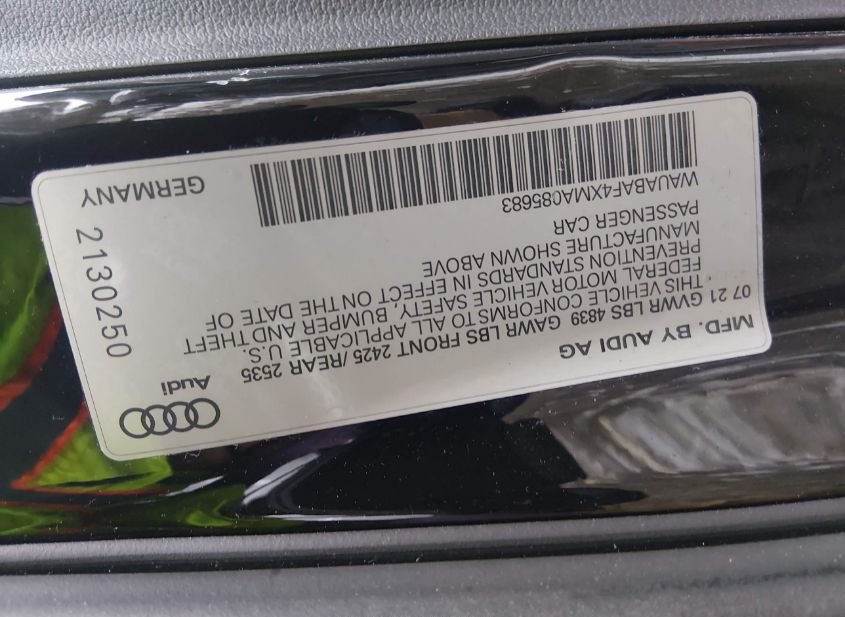 MFD. BY AUDI AG
07 21 GVWR LBS 4839 GAWR LBS FRONT 2425 /REAR 2535
THIS VEHICLE CONFORMS TO ALL APPLICABLE U.S.
FEDERAL MOTOR VEHICLE SAFETY, BUMPER AND THEFT
PREVENTION STANDARDS IN EFFECT ON THE DATE OF
MANUFACTURE SHOWN ABOVE
PASSENGER CAR
WAUABAF4XMA085683
Audi
2130250
GERMANY